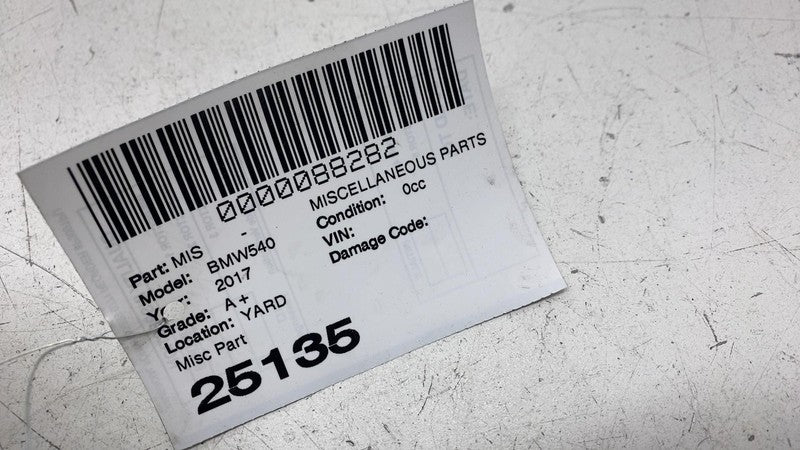 0000088282
Part: MIS - MISCELLANEOUS PARTS
Model: BMW540 Condition: 0cc
Year: 2017 VIN:
Grade: A+ Damage Code:
Location: YARD
Misc Part
25135